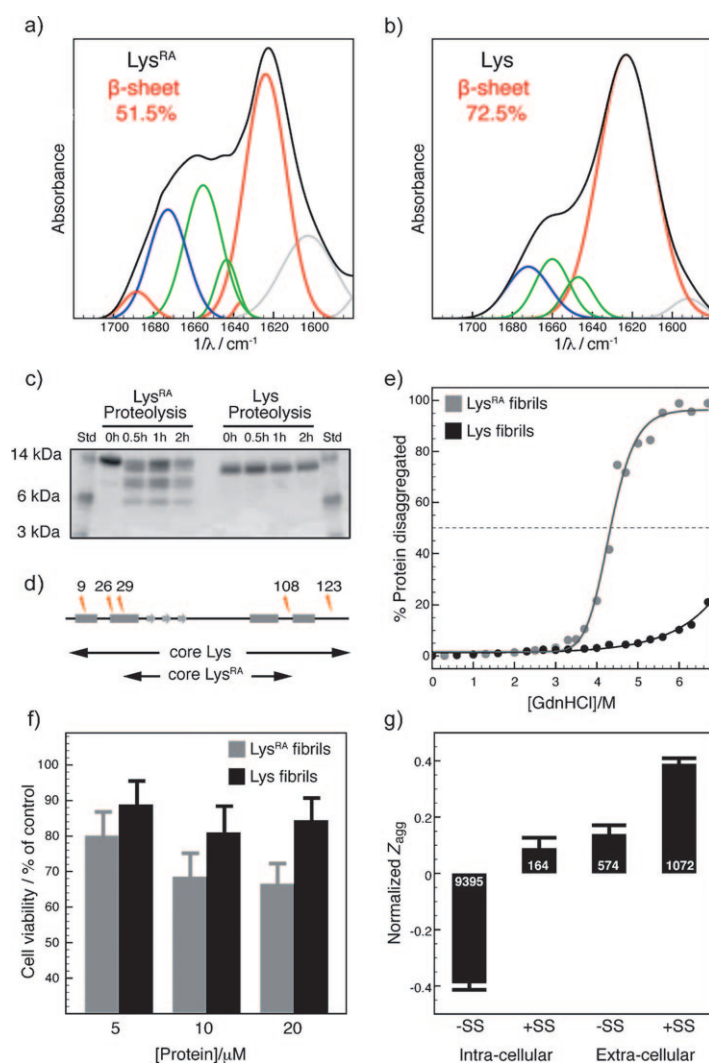 a)
Lys^RA
β-sheet
51.5%
Absorbance
1700 1680 1660 1640 1620 1600
1/λ / cm⁻¹
b)
Lys
β-sheet
72.5%
Absorbance
1700 1680 1660 1640 1620 1600
1/λ / cm⁻¹
c)
Lys^RA
Proteolysis
Lys
Proteolysis
Std 0h 0.5h 1h 2h 0h 0.5h 1h 2h Std
14 kDa
6 kDa
3 kDa
d)
9 26 29 108 123
core Lys
core Lys^RA
e)
Lys^RA fibrils
Lys fibrils
% Protein disaggregated
100
80
60
40
20
0
0 1 2 3 4 5 6
[GdnHCl]/M
f)
Lys^RA fibrils
Lys fibrils
Cell viability / % of control
100
90
80
70
60
40
5 10 20
[Protein]/μM
g)
Normalized Z_agg
0.4
0.2
0
-0.2
-0.4
9395 164 574 1072
-SS +SS -SS +SS
Intra-cellular Extra-cellular